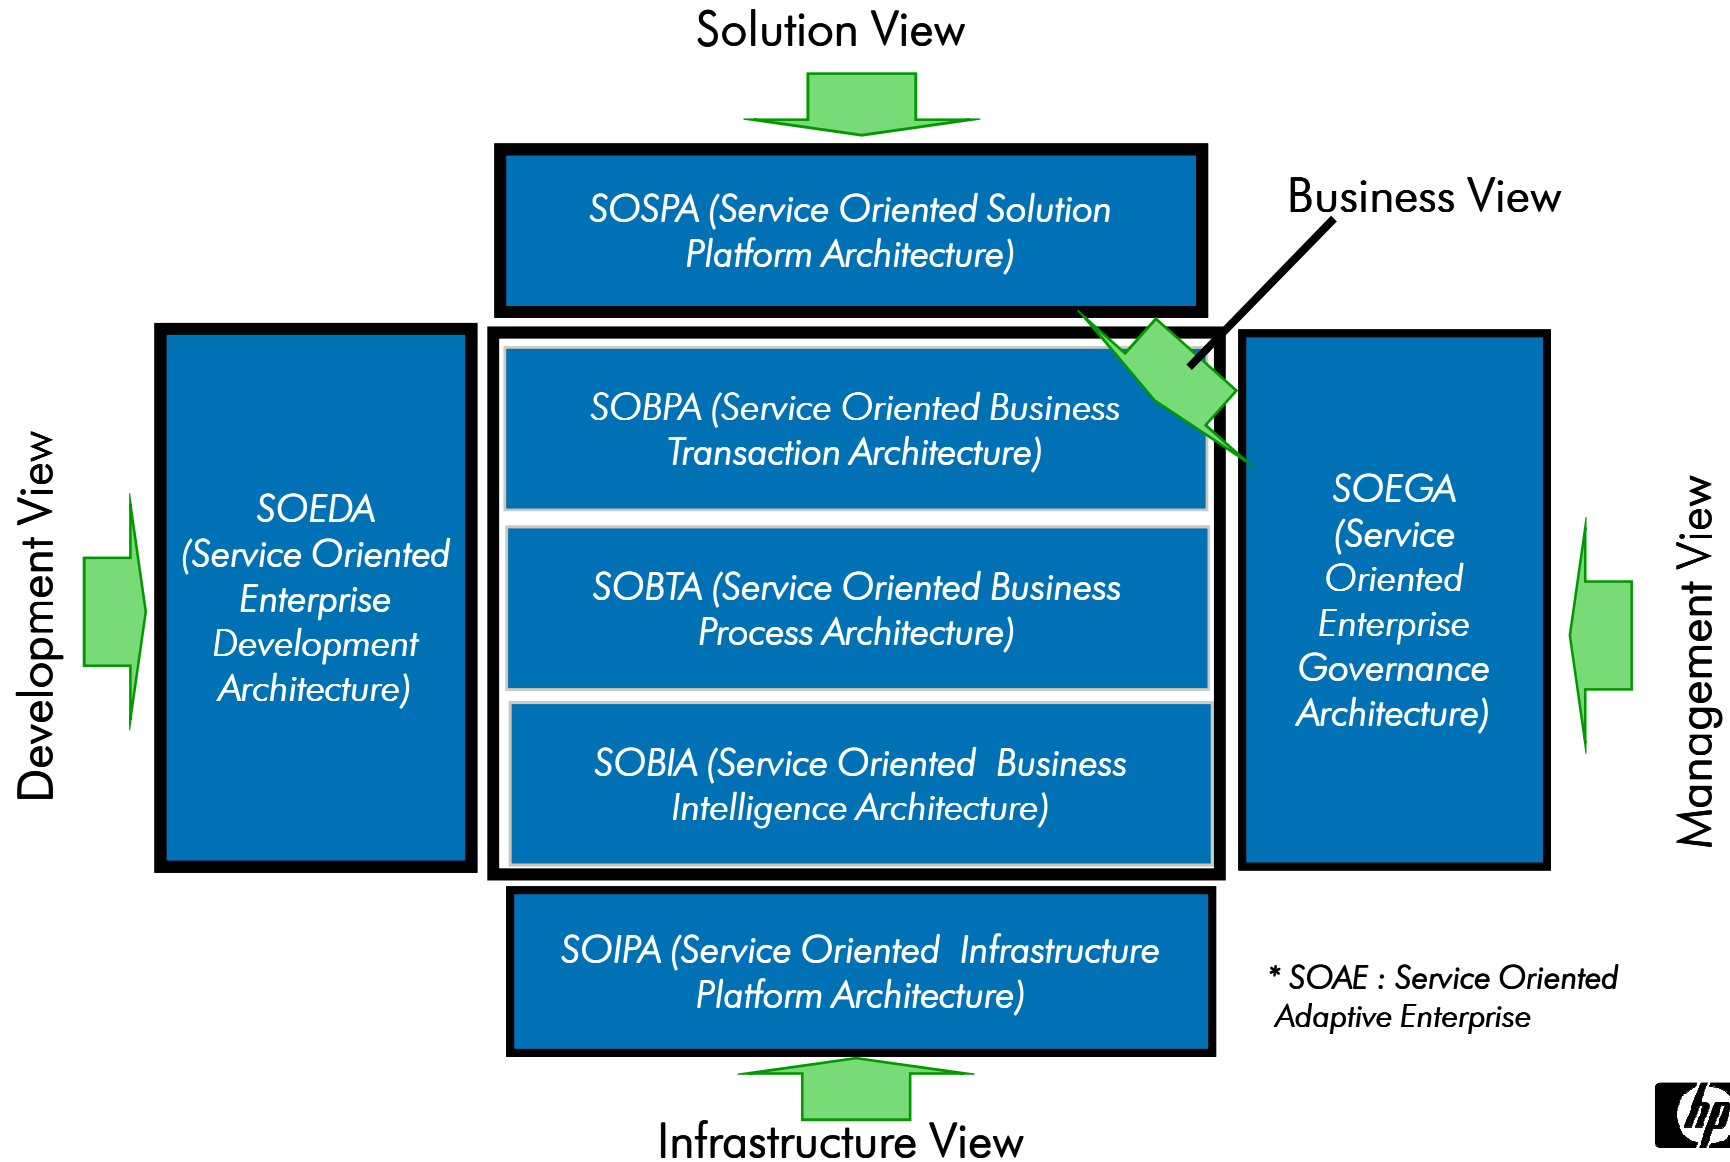 Solution View
SOSPA (Service Oriented Solution
Platform Architecture)
Business View
SOBPA (Service Oriented Business
Transaction Architecture)
SOBTA (Service Oriented Business
Process Architecture)
SOBIA (Service Oriented Business
Intelligence Architecture)
Development View
SOEDA
(Service Oriented
Enterprise
Development
Architecture)
SOEGA
(Service
Oriented
Enterprise
Governance
Architecture)
Management View
SOIPA (Service Oriented Infrastructure
Platform Architecture)
* SOAE : Service Oriented
Adaptive Enterprise
Infrastructure View
hp